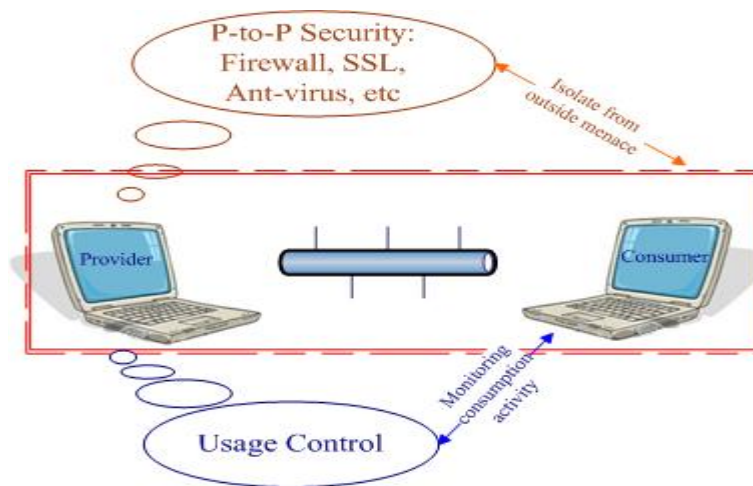 P-to-P Security:
Firewall, SSL,
Ant-virus, etc
Isolate from
outside menace
Provider
Consumer
Monitoring
consumption
activity
Usage Control